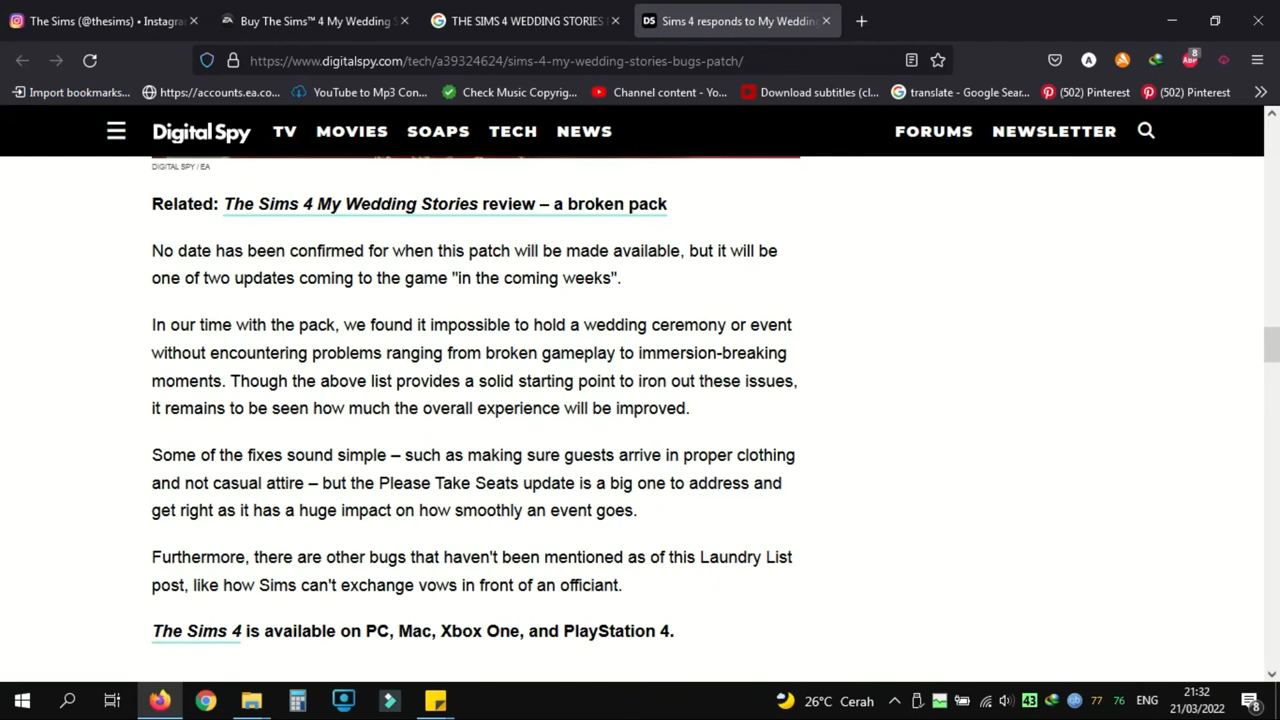 The Sims (@thesims) • Instagram
Buy The Sims™ 4 My Wedding S
THE SIMS 4 WEDDING STORIES
Sims 4 responds to My Wedding
https://www.digitalspy.com/tech/a39324624/sims-4-my-wedding-stories-bugs-patch/
8
Import bookmarks...
https://accounts.ea.co...
YouTube to Mp3 Con...
Check Music Copyrig...
Channel content - Yo...
Download subtitles (cl...
translate - Google Sear...
(502) Pinterest
(502) Pinterest
Digital Spy TV MOVIES SOAPS TECH NEWS FORUMS NEWSLETTER
DIGITAL SPY / EA
Related: The Sims 4 My Wedding Stories review – a broken pack
No date has been confirmed for when this patch will be made available, but it will be
one of two updates coming to the game "in the coming weeks".
In our time with the pack, we found it impossible to hold a wedding ceremony or event
without encountering problems ranging from broken gameplay to immersion-breaking
moments. Though the above list provides a solid starting point to iron out these issues,
it remains to be seen how much the overall experience will be improved.
Some of the fixes sound simple – such as making sure guests arrive in proper clothing
and not casual attire – but the Please Take Seats update is a big one to address and
get right as it has a huge impact on how smoothly an event goes.
Furthermore, there are other bugs that haven't been mentioned as of this Laundry List
post, like how Sims can't exchange vows in front of an officiant.
The Sims 4 is available on PC, Mac, Xbox One, and PlayStation 4.
26°C Cerah 43 77 76 ENG
21:32
21/03/2022
8